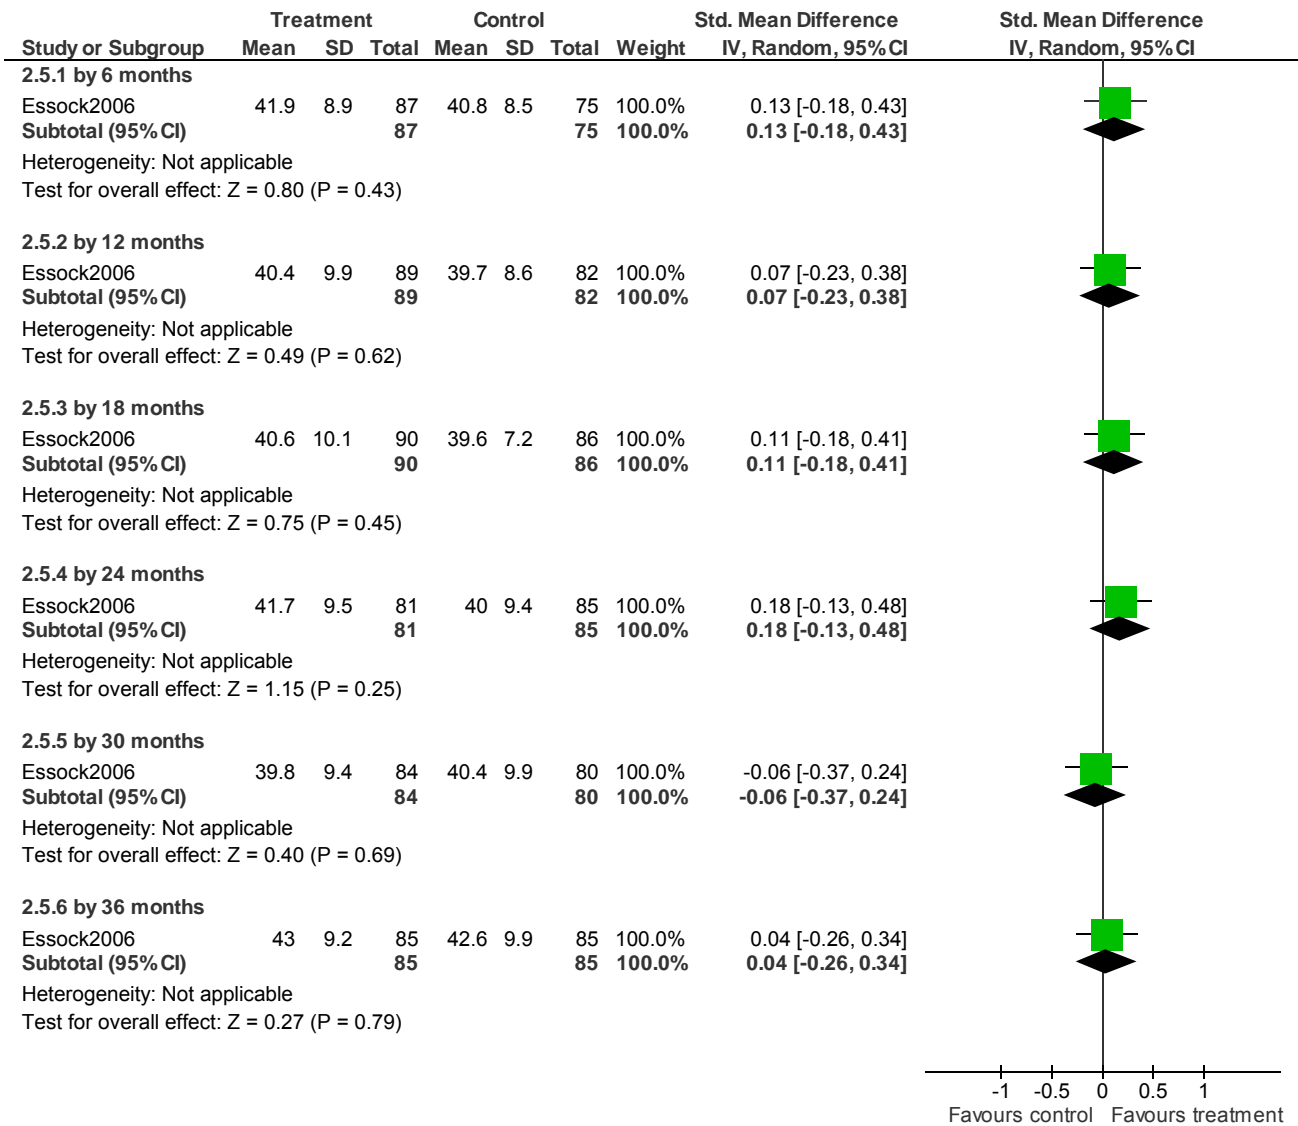 Treatment Control Std. Mean Difference Std. Mean Difference
Study or Subgroup Mean SD Total Mean SD Total Weight IV, Random, 95% CI IV, Random, 95% CI
2.5.1 by 6 months
Essock2006 41.9 8.9 87 40.8 8.5 75 100.0% 0.13 [-0.18, 0.43]
Subtotal (95% CI) 87 75 100.0% 0.13 [-0.18, 0.43]
Heterogeneity: Not applicable
Test for overall effect: Z = 0.80 (P = 0.43)
2.5.2 by 12 months
Essock2006 40.4 9.9 89 39.7 8.6 82 100.0% 0.07 [-0.23, 0.38]
Subtotal (95% CI) 89 82 100.0% 0.07 [-0.23, 0.38]
Heterogeneity: Not applicable
Test for overall effect: Z = 0.49 (P = 0.62)
2.5.3 by 18 months
Essock2006 40.6 10.1 90 39.6 7.2 86 100.0% 0.11 [-0.18, 0.41]
Subtotal (95% CI) 90 86 100.0% 0.11 [-0.18, 0.41]
Heterogeneity: Not applicable
Test for overall effect: Z = 0.75 (P = 0.45)
2.5.4 by 24 months
Essock2006 41.7 9.5 81 40 9.4 85 100.0% 0.18 [-0.13, 0.48]
Subtotal (95% CI) 81 85 100.0% 0.18 [-0.13, 0.48]
Heterogeneity: Not applicable
Test for overall effect: Z = 1.15 (P = 0.25)
2.5.5 by 30 months
Essock2006 39.8 9.4 84 40.4 9.9 80 100.0% -0.06 [-0.37, 0.24]
Subtotal (95% CI) 84 80 100.0% -0.06 [-0.37, 0.24]
Heterogeneity: Not applicable
Test for overall effect: Z = 0.40 (P = 0.69)
2.5.6 by 36 months
Essock2006 43 9.2 85 42.6 9.9 85 100.0% 0.04 [-0.26, 0.34]
Subtotal (95% CI) 85 85 100.0% 0.04 [-0.26, 0.34]
Heterogeneity: Not applicable
Test for overall effect: Z = 0.27 (P = 0.79)
-1 -0.5 0 0.5 1
Favours control Favours treatment